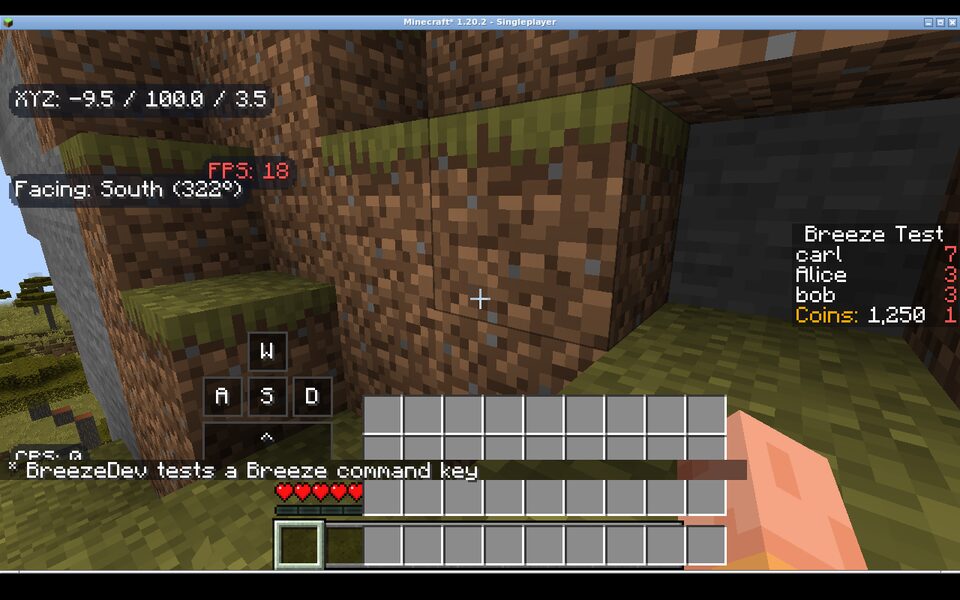 Minecraft* 1.20.2 - Singleplayer
XYZ: -9.5 / 100.0 / 3.5
FPS: 18
Facing: South (322º)
Breeze Test
carl 7
Alice 3
bob 3
Coins: 1,250 1
W
A S D
^
CPS: 0
* BreezeDev tests a Breeze command key